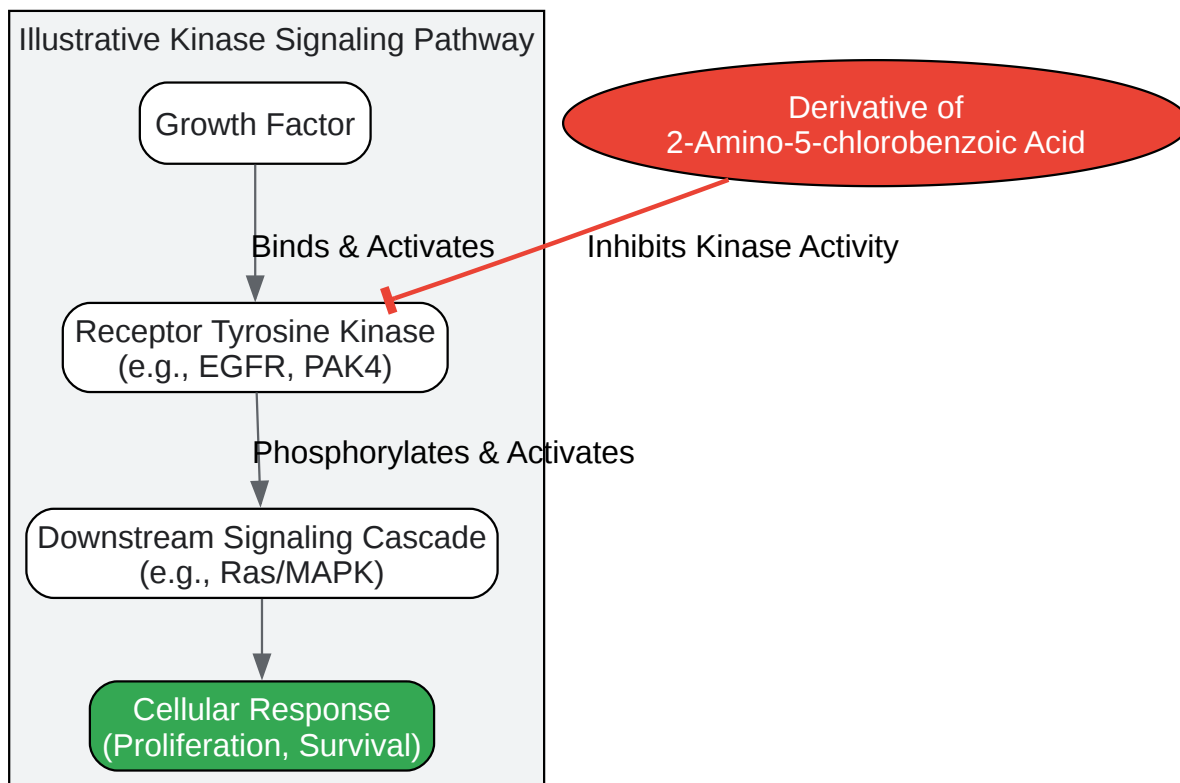 Illustrative Kinase Signaling Pathway
Growth Factor
Derivative of
2-Amino-5-chlorobenzoic Acid
Binds & Activates
Inhibits Kinase Activity
Receptor Tyrosine Kinase
(e.g., EGFR, PAK4)
Phosphorylates & Activates
Downstream Signaling Cascade
(e.g., Ras/MAPK)
Cellular Response
(Proliferation, Survival)